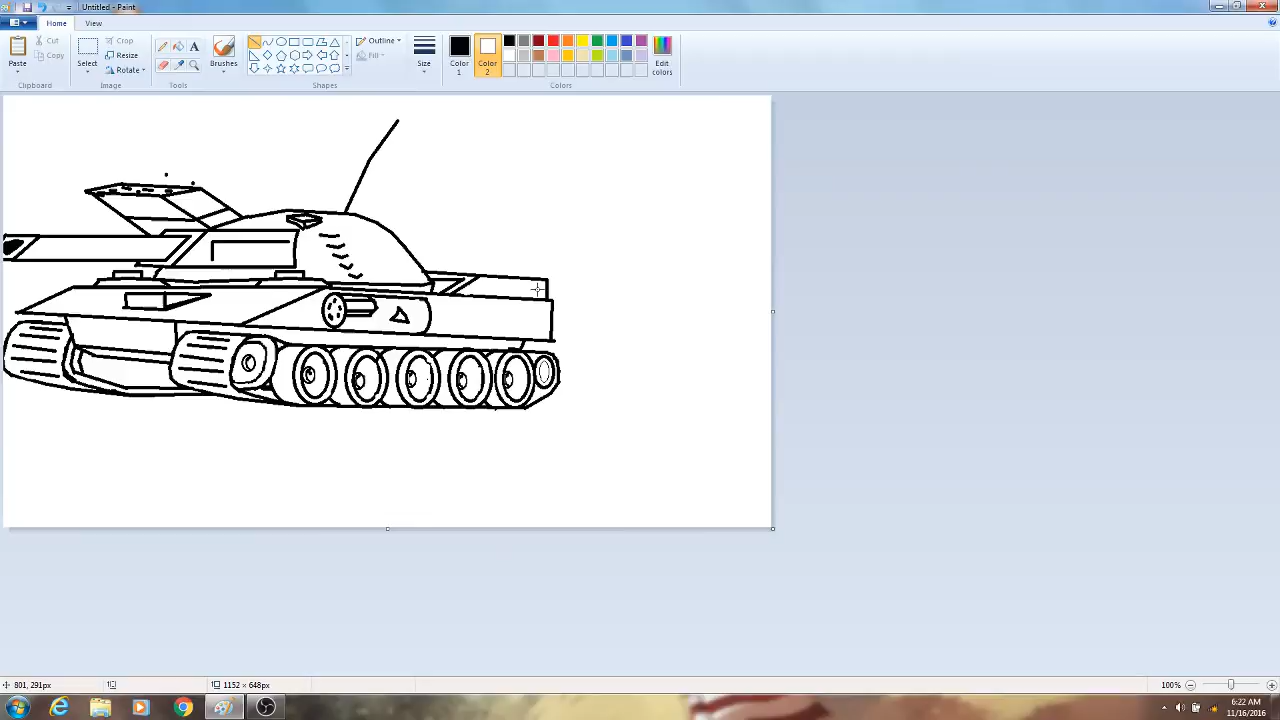 Untitled - Paint
Home
View
Paste
Cut
Copy
Clipboard
Select
Crop
Resize
Rotate
Image
A
Tools
Brushes
Outline
Fill
Shapes
Size
Color
1
Color
2
Colors
Edit
colors
801, 291px
1152 × 648px
100%
6:22 AM
11/16/2016